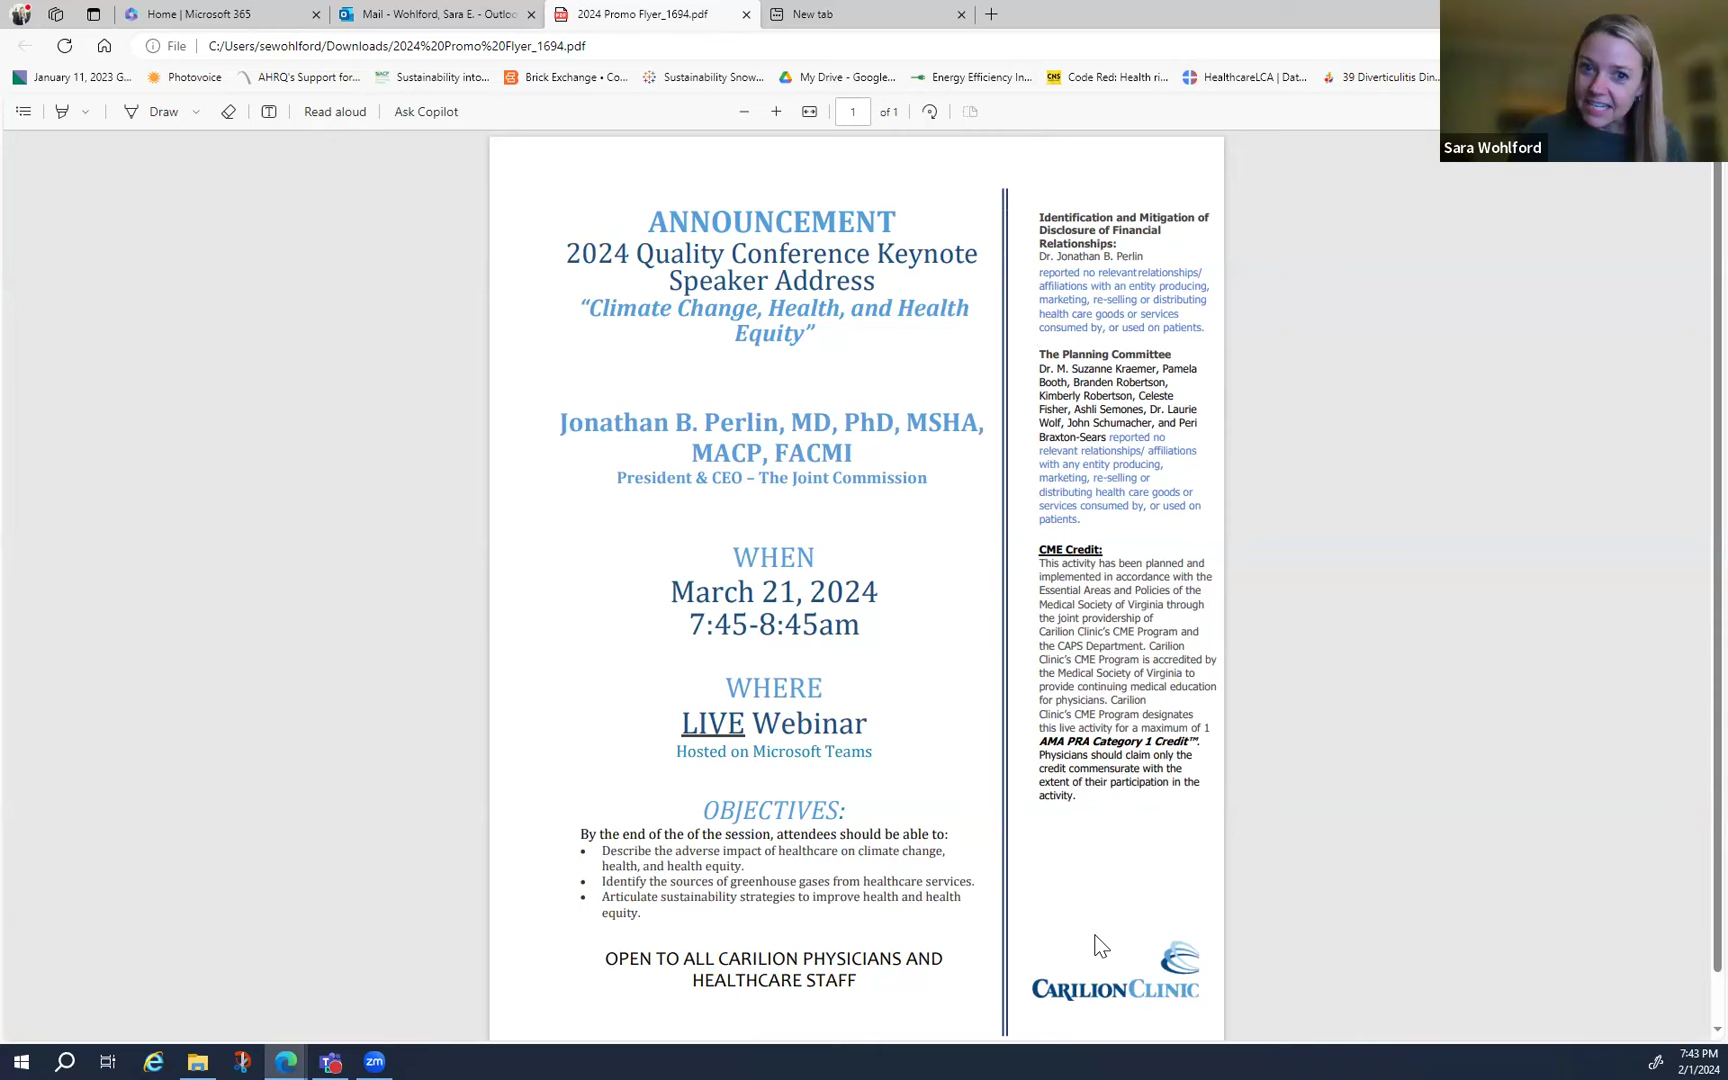 Home | Microsoft 365
Mail - Wohlford, Sara E. - Outlo
2024 Promo Flyer_1694.pdf
New tab
File
C:/Users/sewohlford/Downloads/2024%20Promo%20Flyer_1694.pdf
January 11, 2023 G...
Photovoice
AHRQ's Support for...
Sustainability into...
Brick Exchange • Co...
Sustainability Snow...
My Drive - Google...
Energy Efficiency In...
Code Red: Health ri...
HealthcareLCA | Dat...
39 Diverticulitis Din...
Draw
Read aloud
Ask Copilot
1
of 1
Sara Wohlford
ANNOUNCEMENT
2024 Quality Conference Keynote
Speaker Address
“Climate Change, Health, and Health
Equity”
Jonathan B. Perlin, MD, PhD, MSHA,
MACP, FACMI
President & CEO – The Joint Commission
WHEN
March 21, 2024
7:45-8:45am
WHERE
LIVE Webinar
Hosted on Microsoft Teams
OBJECTIVES:
By the end of the of the session, attendees should be able to:
• Describe the adverse impact of healthcare on climate change,
health, and health equity.
• Identify the sources of greenhouse gases from healthcare services.
• Articulate sustainability strategies to improve health and health
equity.
OPEN TO ALL CARILION PHYSICIANS AND
HEALTHCARE STAFF
Identification and Mitigation of
Disclosure of Financial
Relationships:
Dr. Jonathan B. Perlin
reported no relevant relationships/
affiliations with an entity producing,
marketing, re-selling or distributing
health care goods or services
consumed by, or used on patients.
The Planning Committee
Dr. M. Suzanne Kraemer, Pamela
Booth, Branden Robertson,
Kimberly Robertson, Celeste
Fisher, Ashli Semones, Dr. Laurie
Wolf, John Schumacher, and Peri
Braxton-Sears reported no
relevant relationships/ affiliations
with any entity producing,
marketing, re-selling or
distributing health care goods or
services consumed by, or used on
patients.
CME Credit:
This activity has been planned and
implemented in accordance with the
Essential Areas and Policies of the
Medical Society of Virginia through
the joint providership of
Carilion Clinic’s CME Program and
the CAPS Department. Carilion
Clinic’s CME Program is accredited by
the Medical Society of Virginia to
provide continuing medical education
for physicians. Carilion
Clinic’s CME Program designates
this live activity for a maximum of 1
AMA PRA Category 1 Credit™.
Physicians should claim only the
credit commensurate with the
extent of their participation in the
activity.
CARILION CLINIC
zm
7:43 PM
2/1/2024